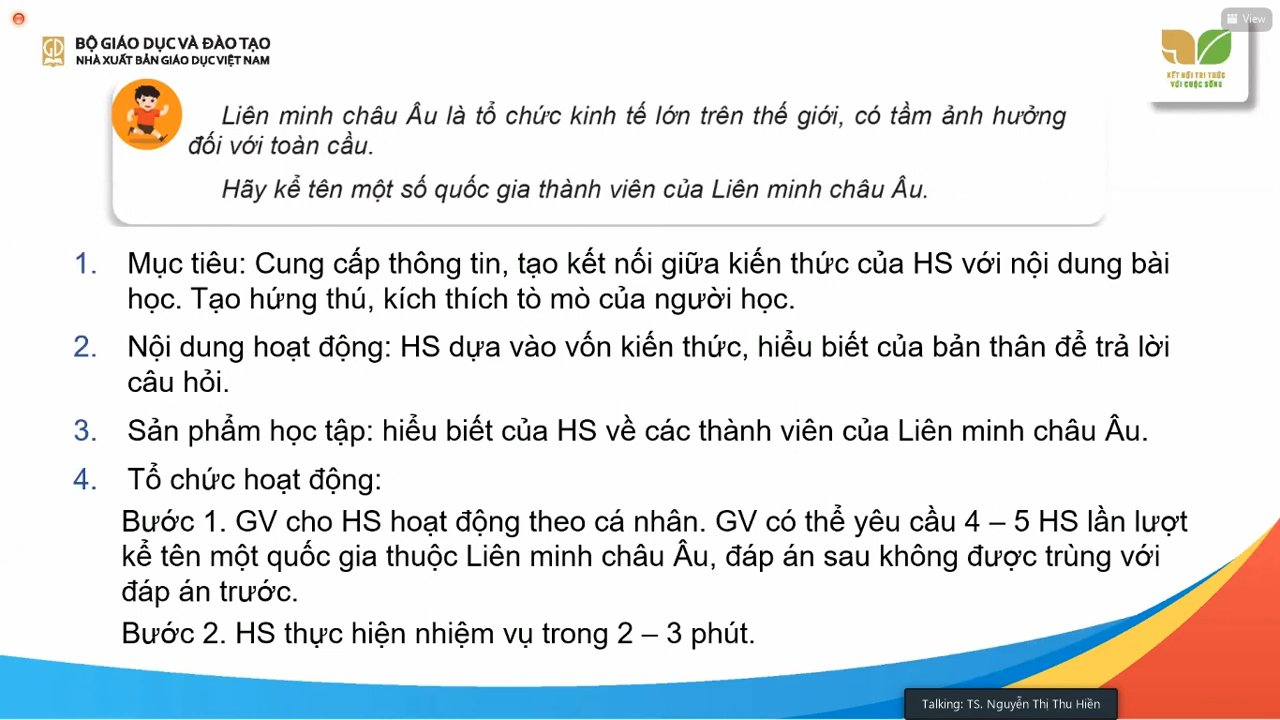 View
BỘ GIÁO DỤC VÀ ĐÀO TẠO
NHÀ XUẤT BẢN GIÁO DỤC VIỆT NAM
KẾT NỐI TRI THỨC
VỚI CUỘC SỐNG
Liên minh châu Âu là tổ chức kinh tế lớn trên thế giới, có tầm ảnh hưởng
đối với toàn cầu.
Hãy kể tên một số quốc gia thành viên của Liên minh châu Âu.
1. Mục tiêu: Cung cấp thông tin, tạo kết nối giữa kiến thức của HS với nội dung bài
học. Tạo hứng thú, kích thích tò mò của người học.
2. Nội dung hoạt động: HS dựa vào vốn kiến thức, hiểu biết của bản thân để trả lời
câu hỏi.
3. Sản phẩm học tập: hiểu biết của HS về các thành viên của Liên minh châu Âu.
4. Tổ chức hoạt động:
Bước 1. GV cho HS hoạt động theo cá nhân. GV có thể yêu cầu 4 – 5 HS lần lượt
kể tên một quốc gia thuộc Liên minh châu Âu, đáp án sau không được trùng với
đáp án trước.
Bước 2. HS thực hiện nhiệm vụ trong 2 – 3 phút.
Talking: TS. Nguyễn Thị Thu Hiền